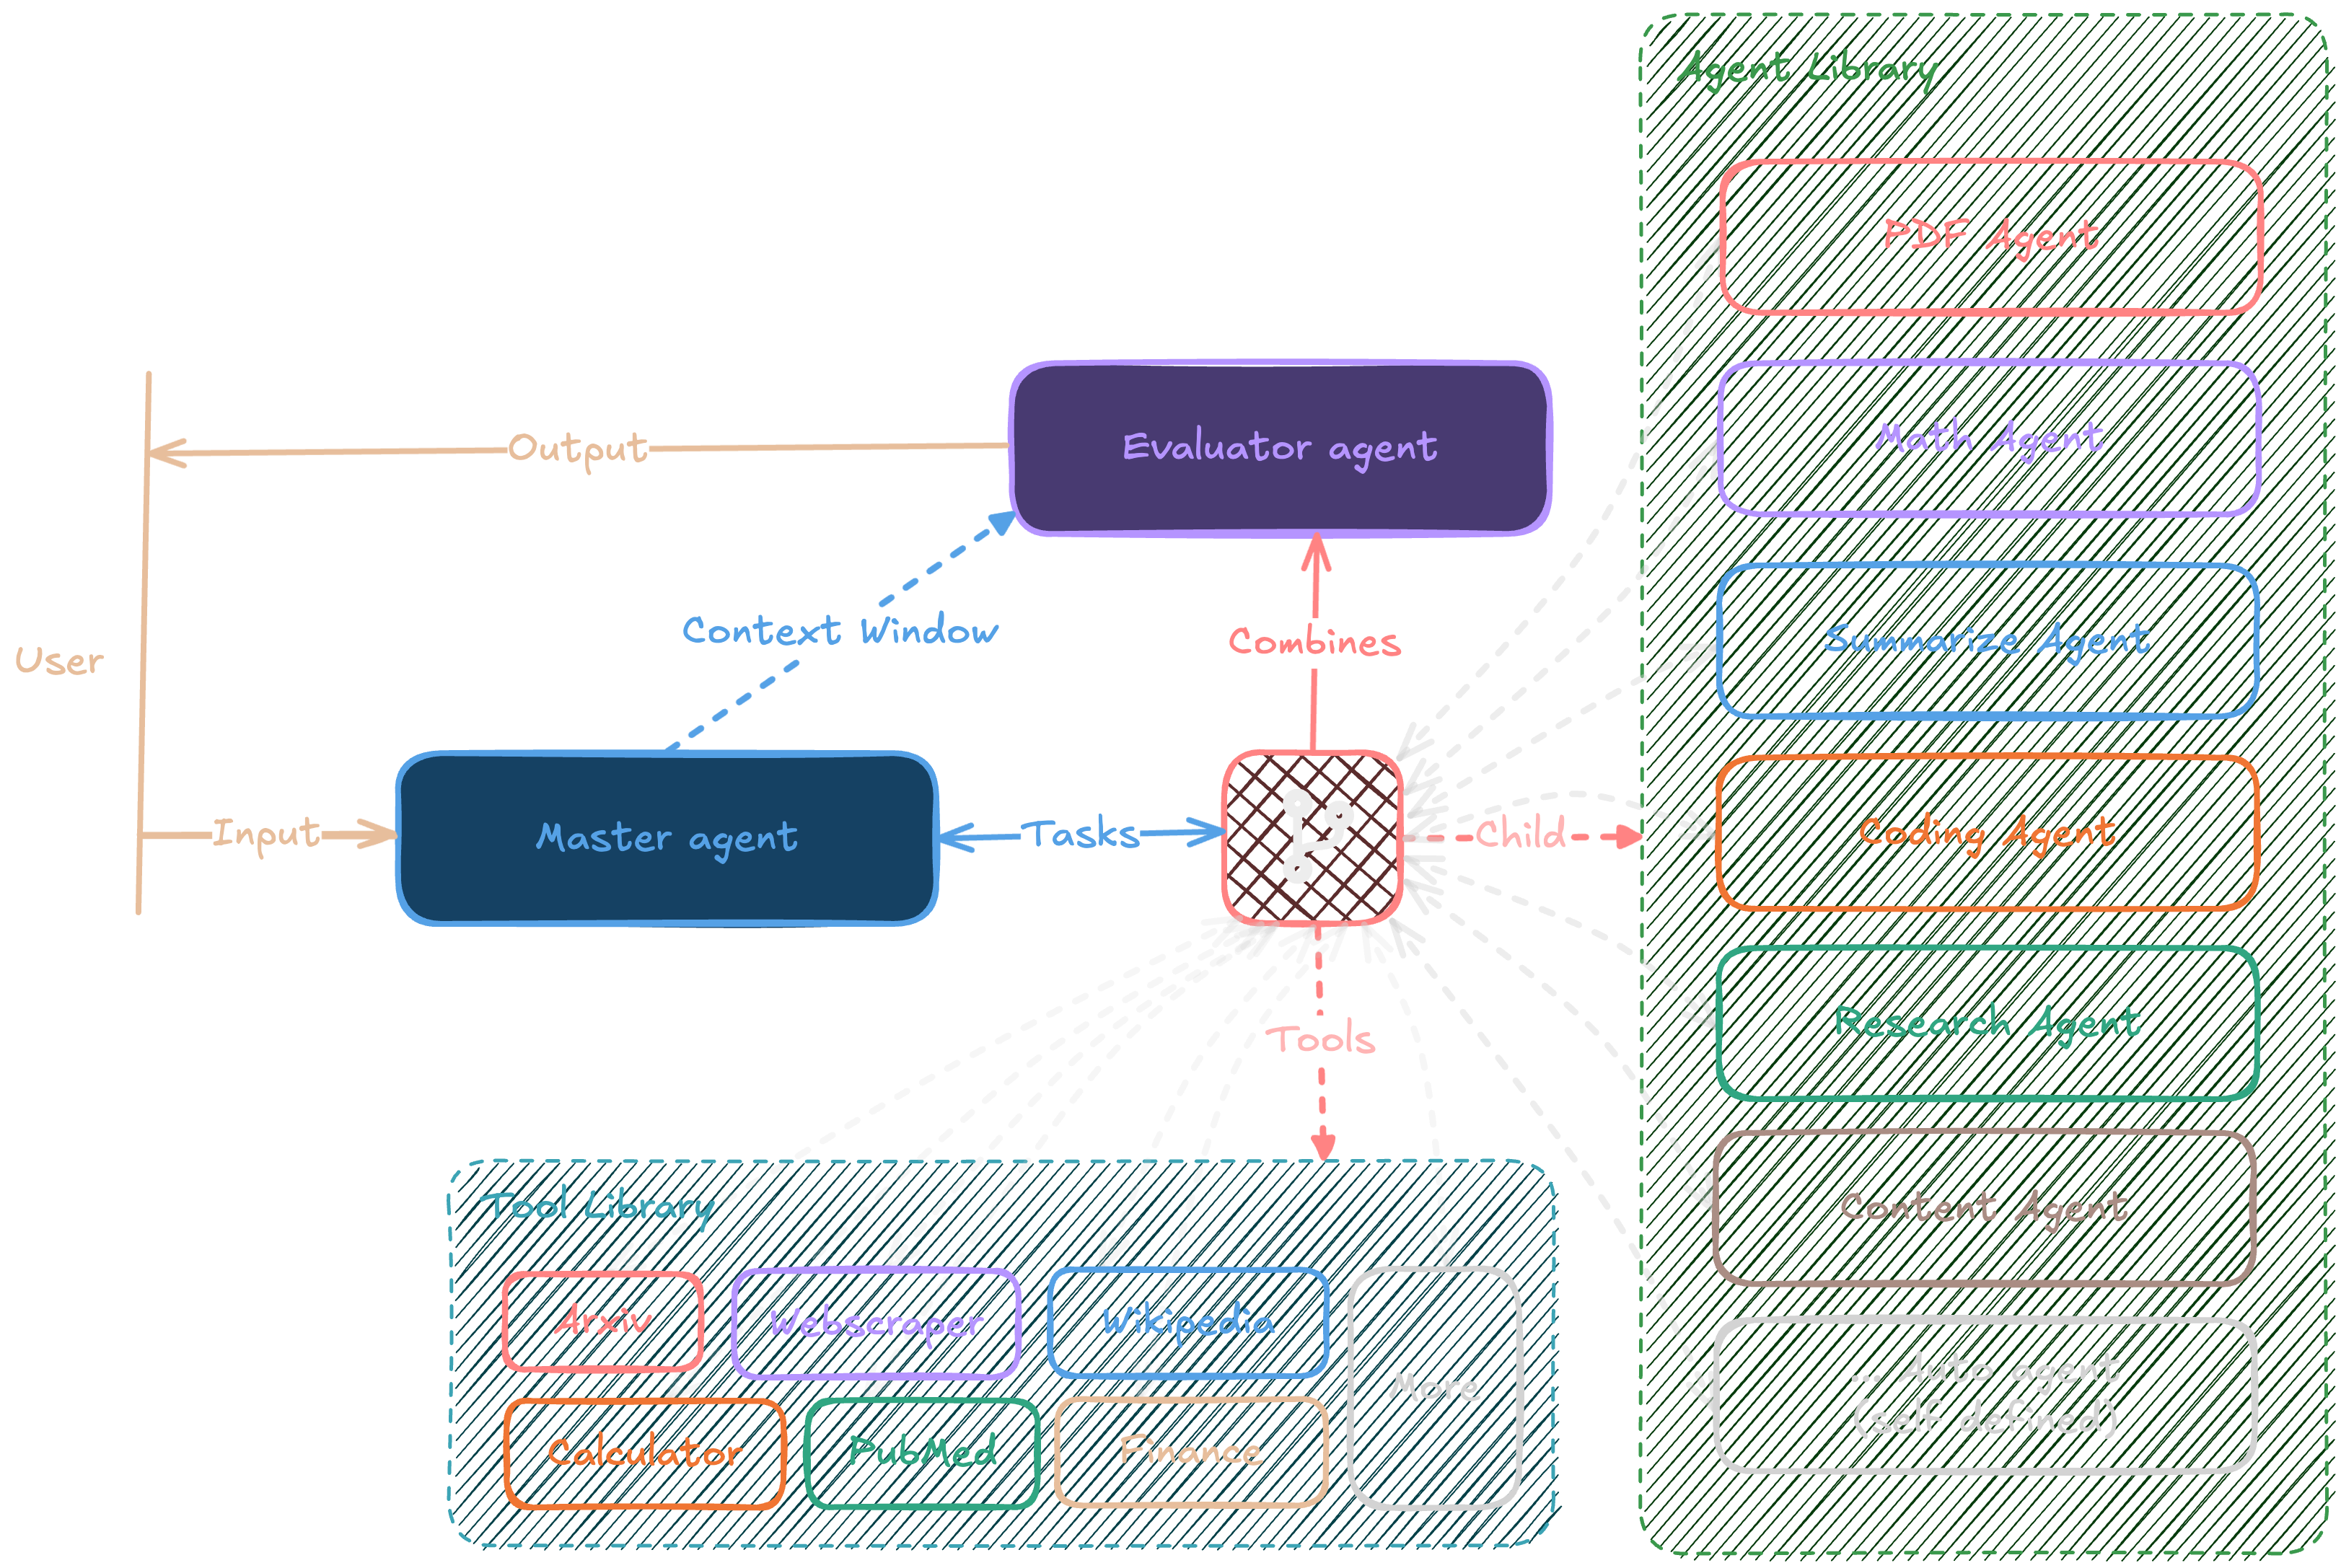 Agent Library
PDF Agent
Output
Evaluator agent
Math Agent
User
Context Window
Combines
Summarize Agent
Input
Master agent
Tasks
Child
Coding Agent
Tools
Research Agent
Tool Library
Content Agent
Arxiv
Webscraper
Wikipedia
More
Calculator
PubMed
Finance
... Auto agent
(self defined)